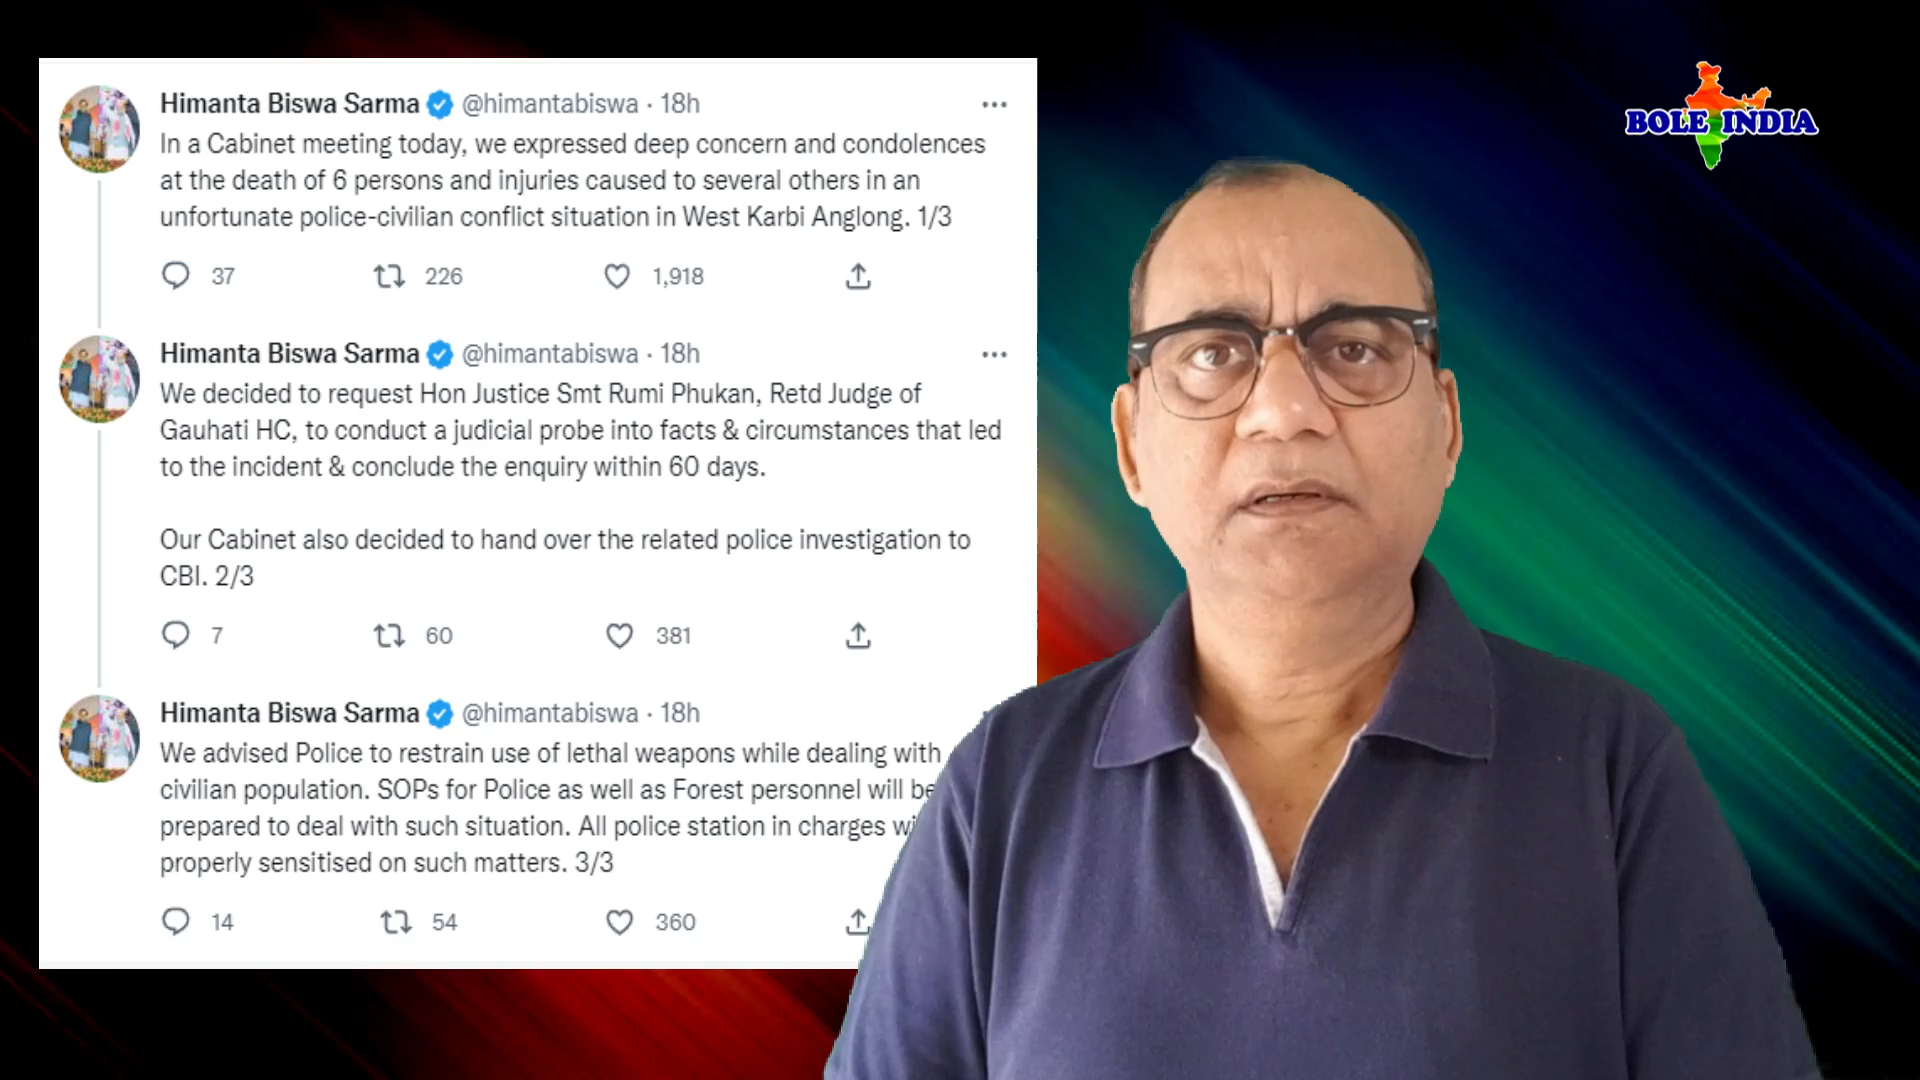 Himanta Biswa Sarma @himantabiswa · 18h
In a Cabinet meeting today, we expressed deep concern and condolences
at the death of 6 persons and injuries caused to several others in an
unfortunate police-civilian conflict situation in West Karbi Anglong. 1/3
37 226 1,918
Himanta Biswa Sarma @himantabiswa · 18h
We decided to request Hon Justice Smt Rumi Phukan, Retd Judge of
Gauhati HC, to conduct a judicial probe into facts & circumstances that led
to the incident & conclude the enquiry within 60 days.
Our Cabinet also decided to hand over the related police investigation to
CBI. 2/3
7 60 381
Himanta Biswa Sarma @himantabiswa · 18h
We advised Police to restrain use of lethal weapons while dealing with
civilian population. SOPs for Police as well as Forest personnel will be
prepared to deal with such situation. All police station in charges
properly sensitised on such matters. 3/3
14 54 360
BOLE INDIA